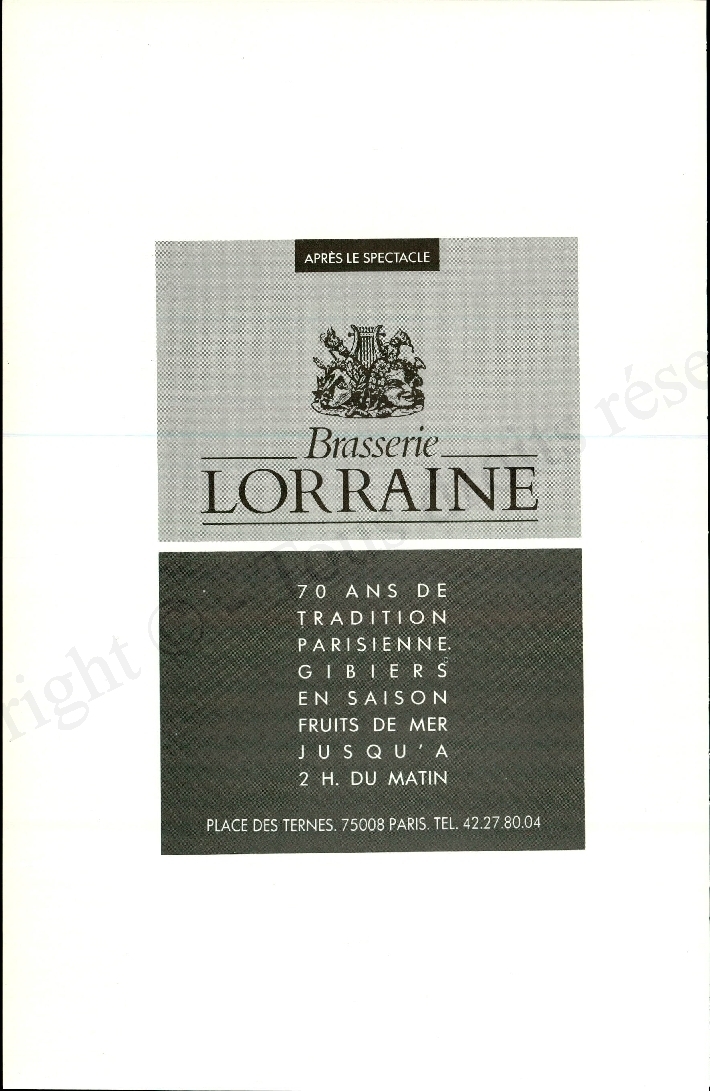 APRÈS LE SPECTACLE
Brasserie
LORRAINE
70 ANS DE
TRADITION
PARISIENNE.
GIBIERS
EN SAISON
FRUITS DE MER
JUSQU'A
2 H. DU MATIN
PLACE DES TERNES. 75008 PARIS. TEL. 42.27.80.04